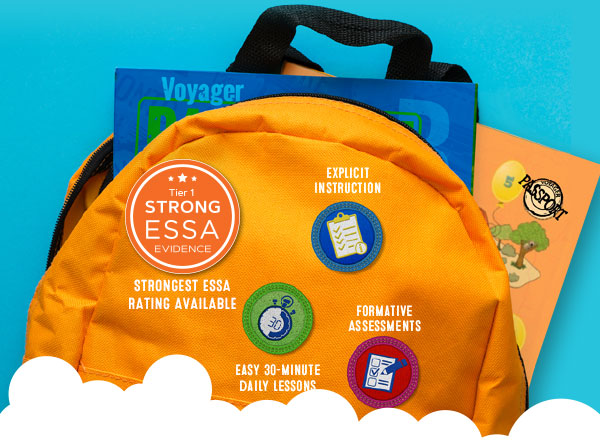 Voyager
5
PASSPORT
EXPLICIT
INSTRUCTION
Tier 1
STRONG
ESSA
EVIDENCE
STRONGEST ESSA
RATING AVAILABLE
30
FORMATIVE
ASSESSMENTS
EASY 30-MINUTE
DAILY LESSONS